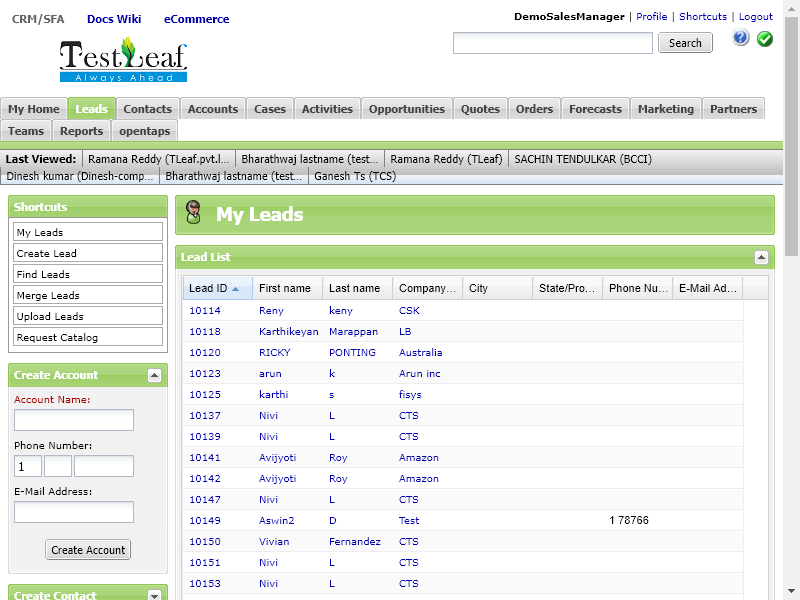 CRM/SFA Docs Wiki eCommerce
DemoSalesManager | Profile | Shortcuts | Logout
TestLeaf
Always Ahead
Search
My Home Leads Contacts Accounts Cases Activities Opportunities Quotes Orders Forecasts Marketing Partners
Teams Reports opentaps
Last Viewed: Ramana Reddy (TLeaf.pvt.l... Bharathwaj lastname (test... Ramana Reddy (TLeaf) SACHIN TENDULKAR (BCCI)
Dinesh kumar (Dinesh-comp... Bharathwaj lastname (test... Ganesh Ts (TCS)
Shortcuts
My Leads
Create Lead
Find Leads
Merge Leads
Upload Leads
Request Catalog
Create Account
Account Name:
Phone Number:
1
E-Mail Address:
Create Account
Create Contact
My Leads
Lead List
Lead ID First name Last name Company... City State/Pro... Phone Nu... E-Mail Ad...
10114 Reny keny CSK
10118 Karthikeyan Marappan LB
10120 RICKY PONTING Australia
10123 arun k Arun inc
10125 karthi s fisys
10137 Nivi L CTS
10139 Nivi L CTS
10141 Avijyoti Roy Amazon
10142 Avijyoti Roy Amazon
10147 Nivi L CTS
10149 Aswin2 D Test 1 78766
10150 Vivian Fernandez CTS
10151 Nivi L CTS
10153 Nivi L CTS